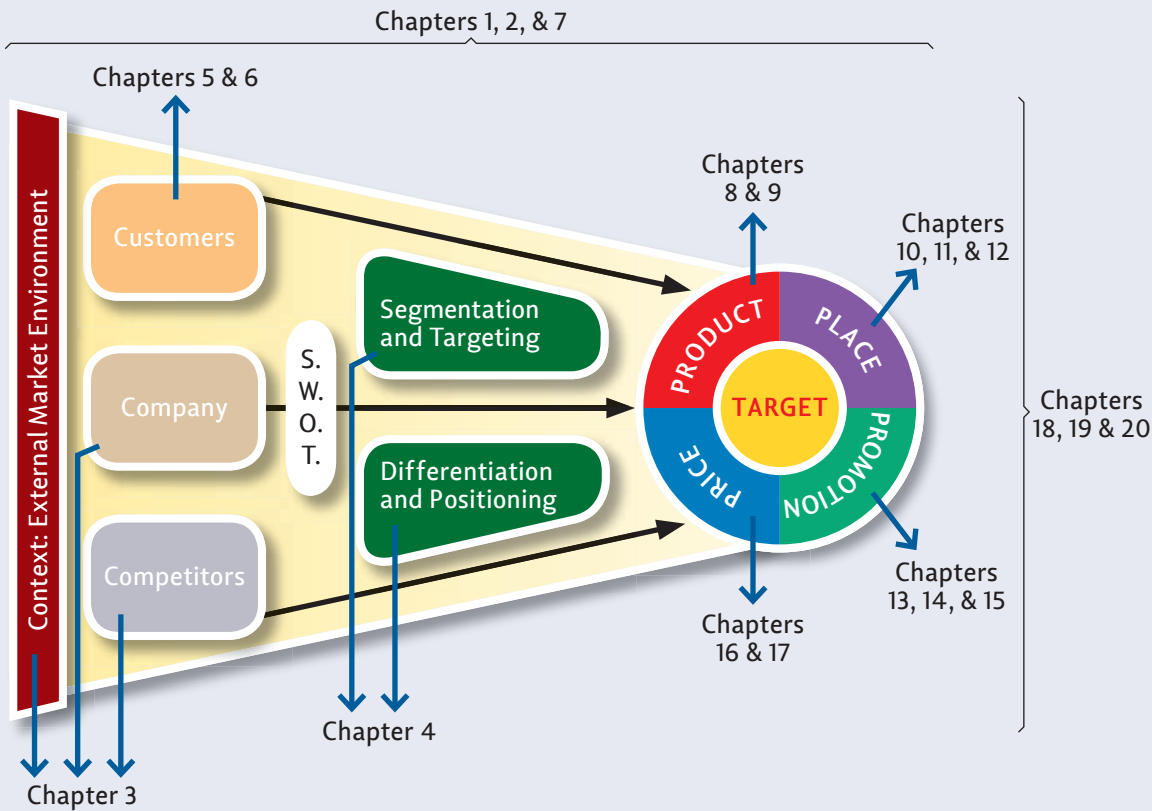 Chapters 1, 2, & 7
Chapters 5 & 6
Context: External Market Environment
Customers
Company
Competitors
S.
W.
O.
T.
Segmentation
and Targeting
Differentiation
and Positioning
Chapters
8 & 9
Chapters
10, 11, & 12
PRODUCT
PLACE
TARGET
PRICE
PROMOTION
Chapters
18, 19 & 20
Chapters
13, 14, & 15
Chapters
16 & 17
Chapter 4
Chapter 3